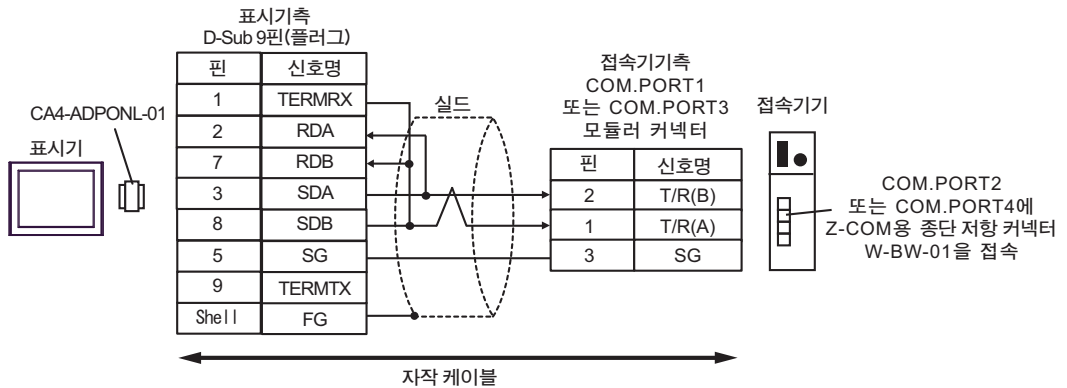 표시기측
D-Sub 9핀(플러그)
핀 신호명
1 TERMRX
2 RDA
7 RDB
3 SDA
8 SDB
5 SG
9 TERMTX
Shell FG
CA4-ADPONL-01
표시기
실드
접속기기측
COM.PORT1
또는 COM.PORT3
모듈러 커넥터
핀 신호명
2 T/R(B)
1 T/R(A)
3 SG
접속기기
COM.PORT2
또는 COM.PORT4에
Z-COM용 종단 저항 커넥터
W-BW-01을 접속
자작 케이블